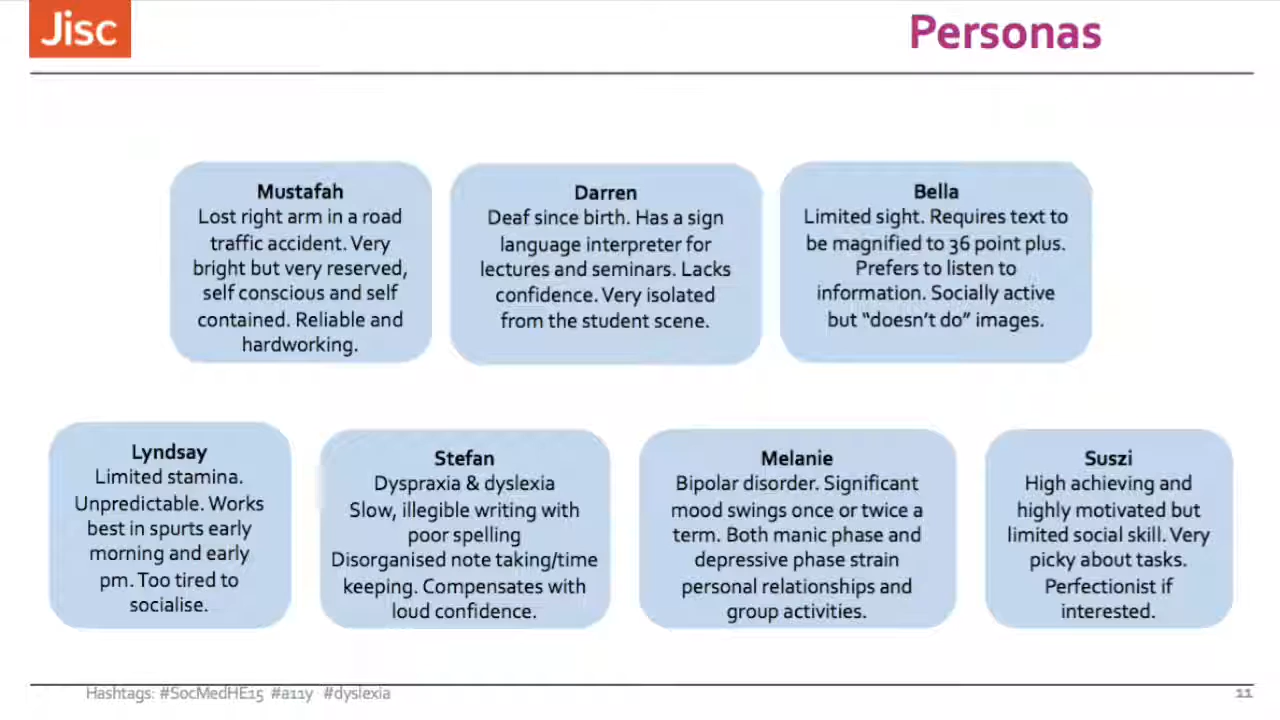 Jisc
Personas
Mustafah
Lost right arm in a road
traffic accident. Very
bright but very reserved,
self conscious and self
contained. Reliable and
hardworking.
Darren
Deaf since birth. Has a sign
language interpreter for
lectures and seminars. Lacks
confidence. Very isolated
from the student scene.
Bella
Limited sight. Requires text to
be magnified to 36 point plus.
Prefers to listen to
information. Socially active
but “doesn’t do” images.
Lyndsay
Limited stamina.
Unpredictable. Works
best in spurts early
morning and early
pm. Too tired to
socialise.
Stefan
Dyspraxia & dyslexia
Slow, illegible writing with
poor spelling
Disorganised note taking/time
keeping. Compensates with
loud confidence.
Melanie
Bipolar disorder. Significant
mood swings once or twice a
term. Both manic phase and
depressive phase strain
personal relationships and
group activities.
Suszi
High achieving and
highly motivated but
limited social skill. Very
picky about tasks.
Perfectionist if
interested.
Hashtags: #SocMedHE15 #a11y #dyslexia
11